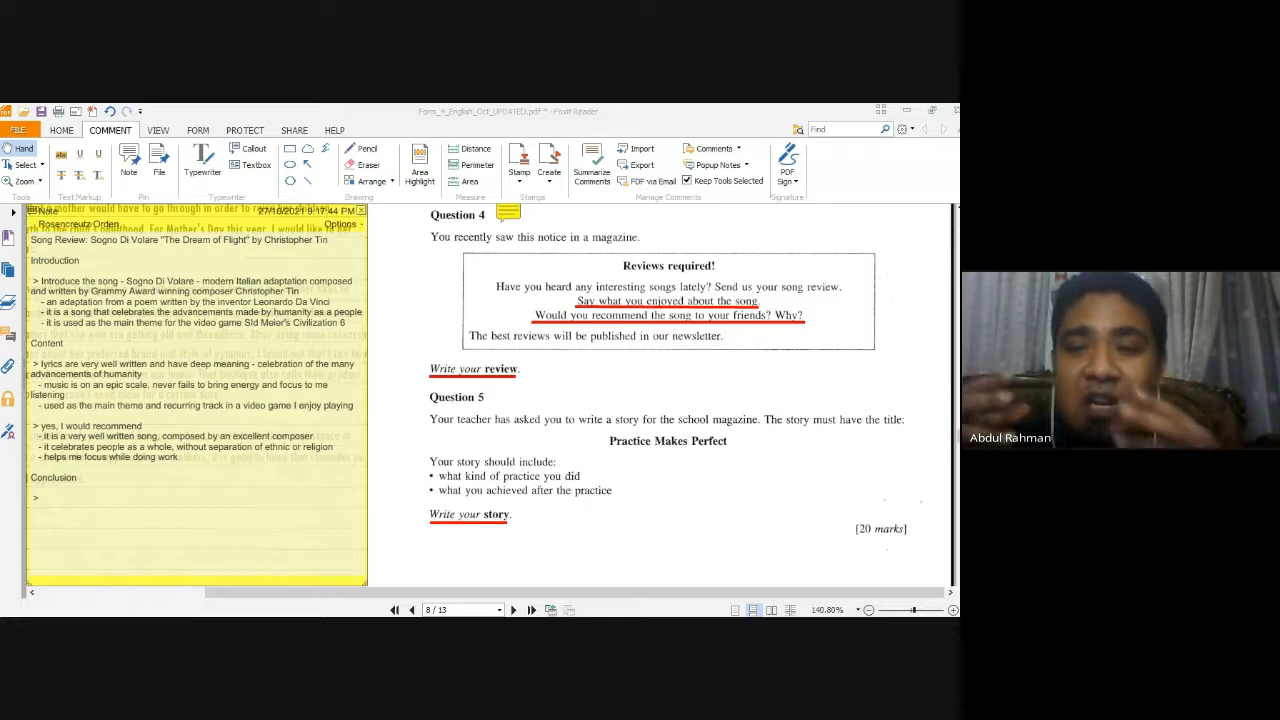 Form_4_English_Oct_UPDATED.pdf * - Foxit Reader
FILE HOME COMMENT VIEW FORM PROTECT SHARE HELP
Find
Hand
Select
Zoom
Tools
Text Markup
Note
File
Pin
Typewriter
Callout
Textbox
Typewriter
Pencil
Eraser
Arrange
Drawing
Area Highlight
Distance
Perimeter
Area
Measure
Stamp
Create
Stamps
Summarize Comments
Import
Export
FDF via Email
Comments
Popup Notes
Keep Tools Selected
Manage Comments
PDF Sign
Signature
Note 27/10/2021 9:17:44 PM
Rosencreutz Orden Options
Song Review: Sogno Di Volare "The Dream of Flight" by Christopher Tin
Introduction
> Introduce the song - Sogno Di Volare - modern Italian adaptation composed
and written by Grammy Award winning composer Christopher Tin
- an adaptation from a poem written by the inventor Leonardo Da Vinci
- it is a song that celebrates the advancements made by humanity as a people
- it is used as the main theme for the video game SId Meier's Civilization 6
Content
> lyrics are very well written and have deep meaning - celebration of the many
advancements of humanity
- music is on an epic scale, never fails to bring energy and focus to me
listening
- used as the main theme and recurring track in a video game I enjoy playing
> yes, I would recommend
- it is a very well written song, composed by an excellent composer
- it celebrates people as a whole, without separation of ethnic or religion
- helps me focus while doing work
Conclusion
>
Question 4
You recently saw this notice in a magazine.
Reviews required!
Have you heard any interesting songs lately? Send us your song review.
Say what you enjoyed about the song.
Would you recommend the song to your friends? Why?
The best reviews will be published in our newsletter.
Write your review.
Question 5
Your teacher has asked you to write a story for the school magazine. The story must have the title:
Practice Makes Perfect
Your story should include:
• what kind of practice you did
• what you achieved after the practice
Write your story.
[20 marks]
8 / 13
140.80%
Abdul Rahman